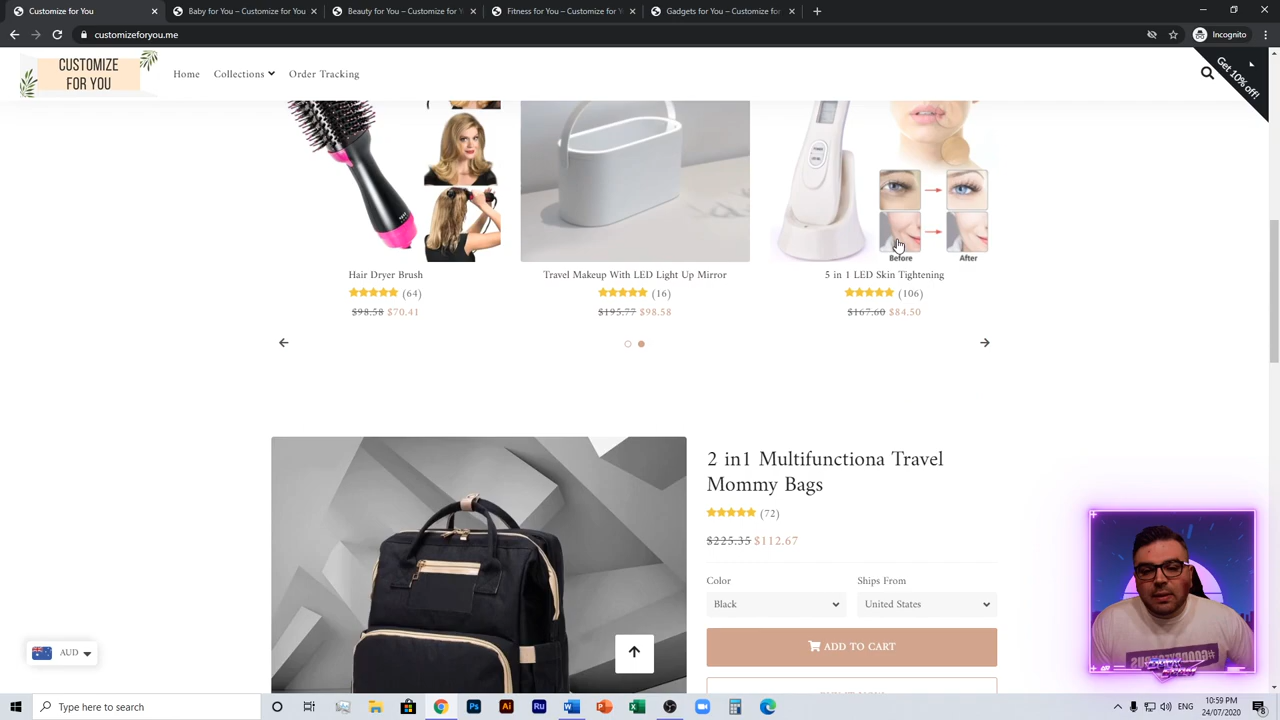 Customize For You
Baby for you – Customize For Y
Beauty for you – Customize For
Fitness for you – Customize For
Gadgets for you – Customize Fo
customizeforyou.me
Incognito
CUSTOMIZE
FOR YOU
Home
Collections
Order Tracking
Get 10% off!
Before
After
Hair Dryer Brush
Travel Makeup With LED Light Up Mirror
5 in 1 LED Skin Tightening
(64)
(16)
(106)
$98.58 $70.41
$195.77 $98.58
$167.60 $84.50
2 in1 Multifunctiona Travel
Mommy Bags
(72)
$225.35 $112.67
Color
Ships From
Black
United States
ADD TO CART
AUD
Type here to search
ENG
10:59 PM
24/07/2020